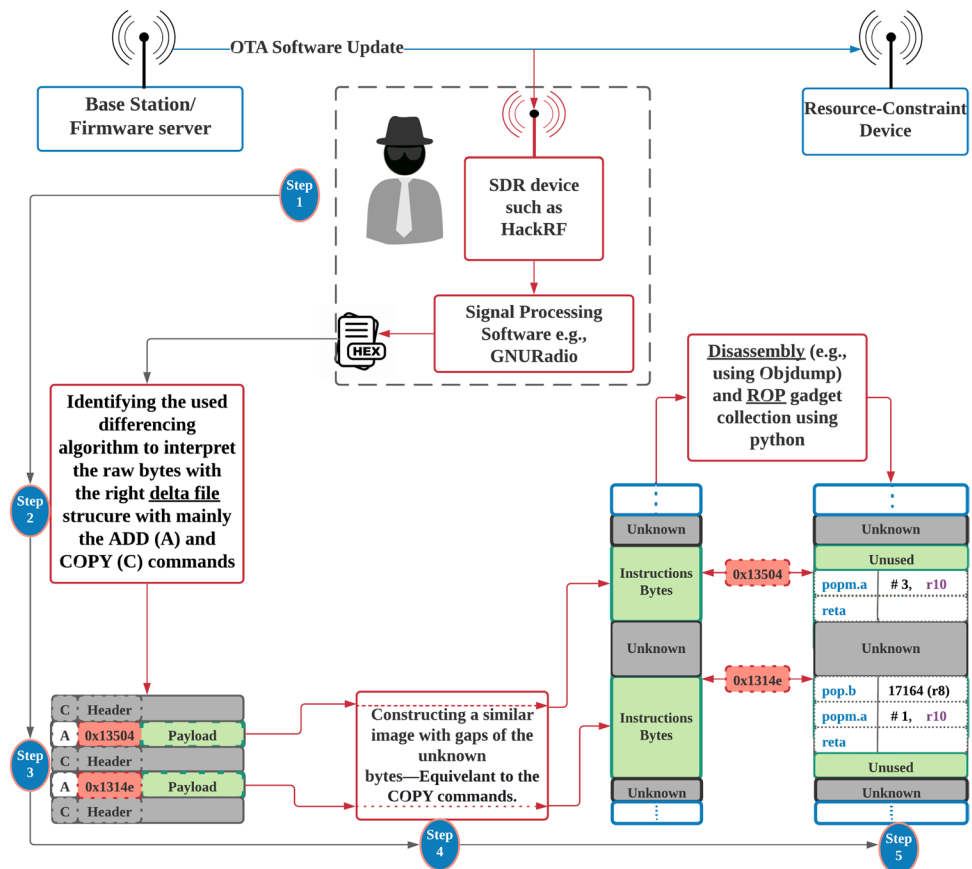 OTA Software Update
Base Station/
Firmware server
Resource-Constraint
Device
Step
1
SDR device
such as
HackRF
Signal Processing
Software e.g.,
GNURadio
HEX
Identifying the used
differencing
algorithm to interpret
the raw bytes with
the right delta file
strucure with mainly
the ADD (A) and
COPY (C) commands
Step
2
Disassembly (e.g.,
using Objdump)
and ROP gadget
collection using
python
C Header
A 0x13504 Payload
C Header
A 0x1314e Payload
C Header
Step
3
Constructing a similar
image with gaps of the
unknown
bytes—Equivelant to the
COPY commands.
Step
4
Unknown
Instructions
Bytes
Unknown
Instructions
Bytes
Unknown
0x13504
0x1314e
Unknown
Unused
popm.a # 3, r10
reta
Unknown
pop.b 17164 (r8)
popm.a # 1, r10
reta
Unused
Unknown
Step
5